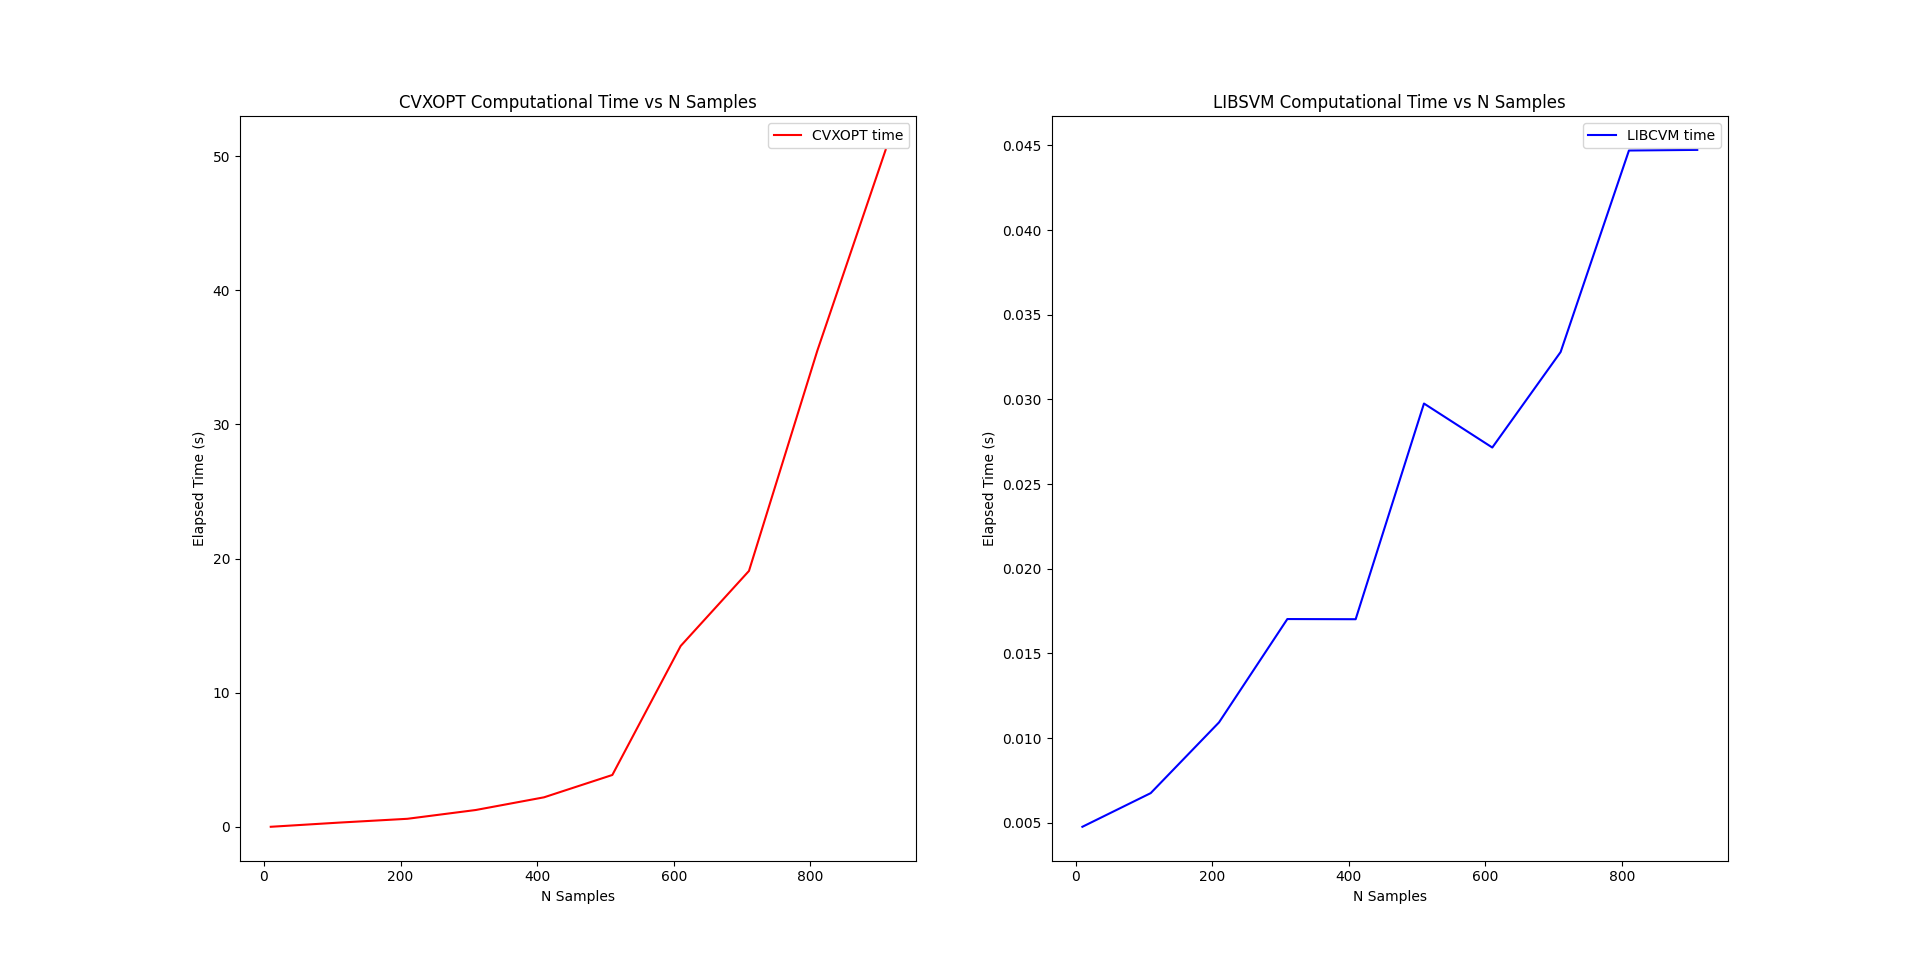 CVXOPT Computational Time vs N Samples
CVXOPT time
50
40
30
20
10
0
Elapsed Time (s)
0 200 400 600 800
N Samples
LIBSVM Computational Time vs N Samples
LIBCVM time
0.045
0.040
0.035
0.030
0.025
0.020
0.015
0.010
0.005
Elapsed Time (s)
0 200 400 600 800
N Samples